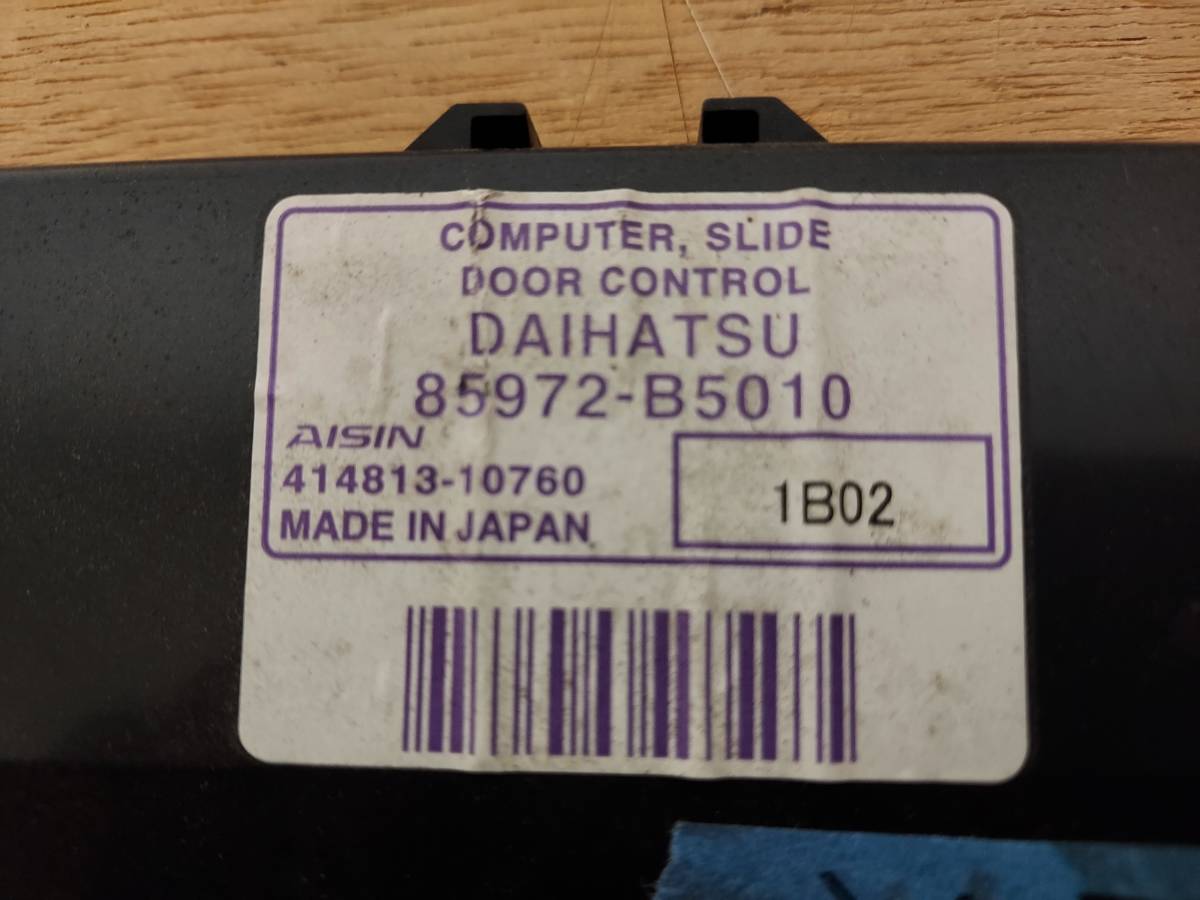 COMPUTER, SLIDE
DOOR CONTROL
DAIHATSU
85972-B5010
AISIN
414813-10760
MADE IN JAPAN
1B02